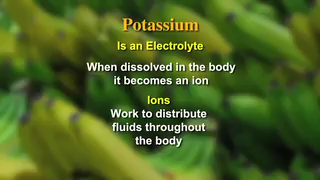 Potassium
Is an Electrolyte
When dissolved in the body
it becomes an ion
Ions
Work to distribute
fluids throughout
the body